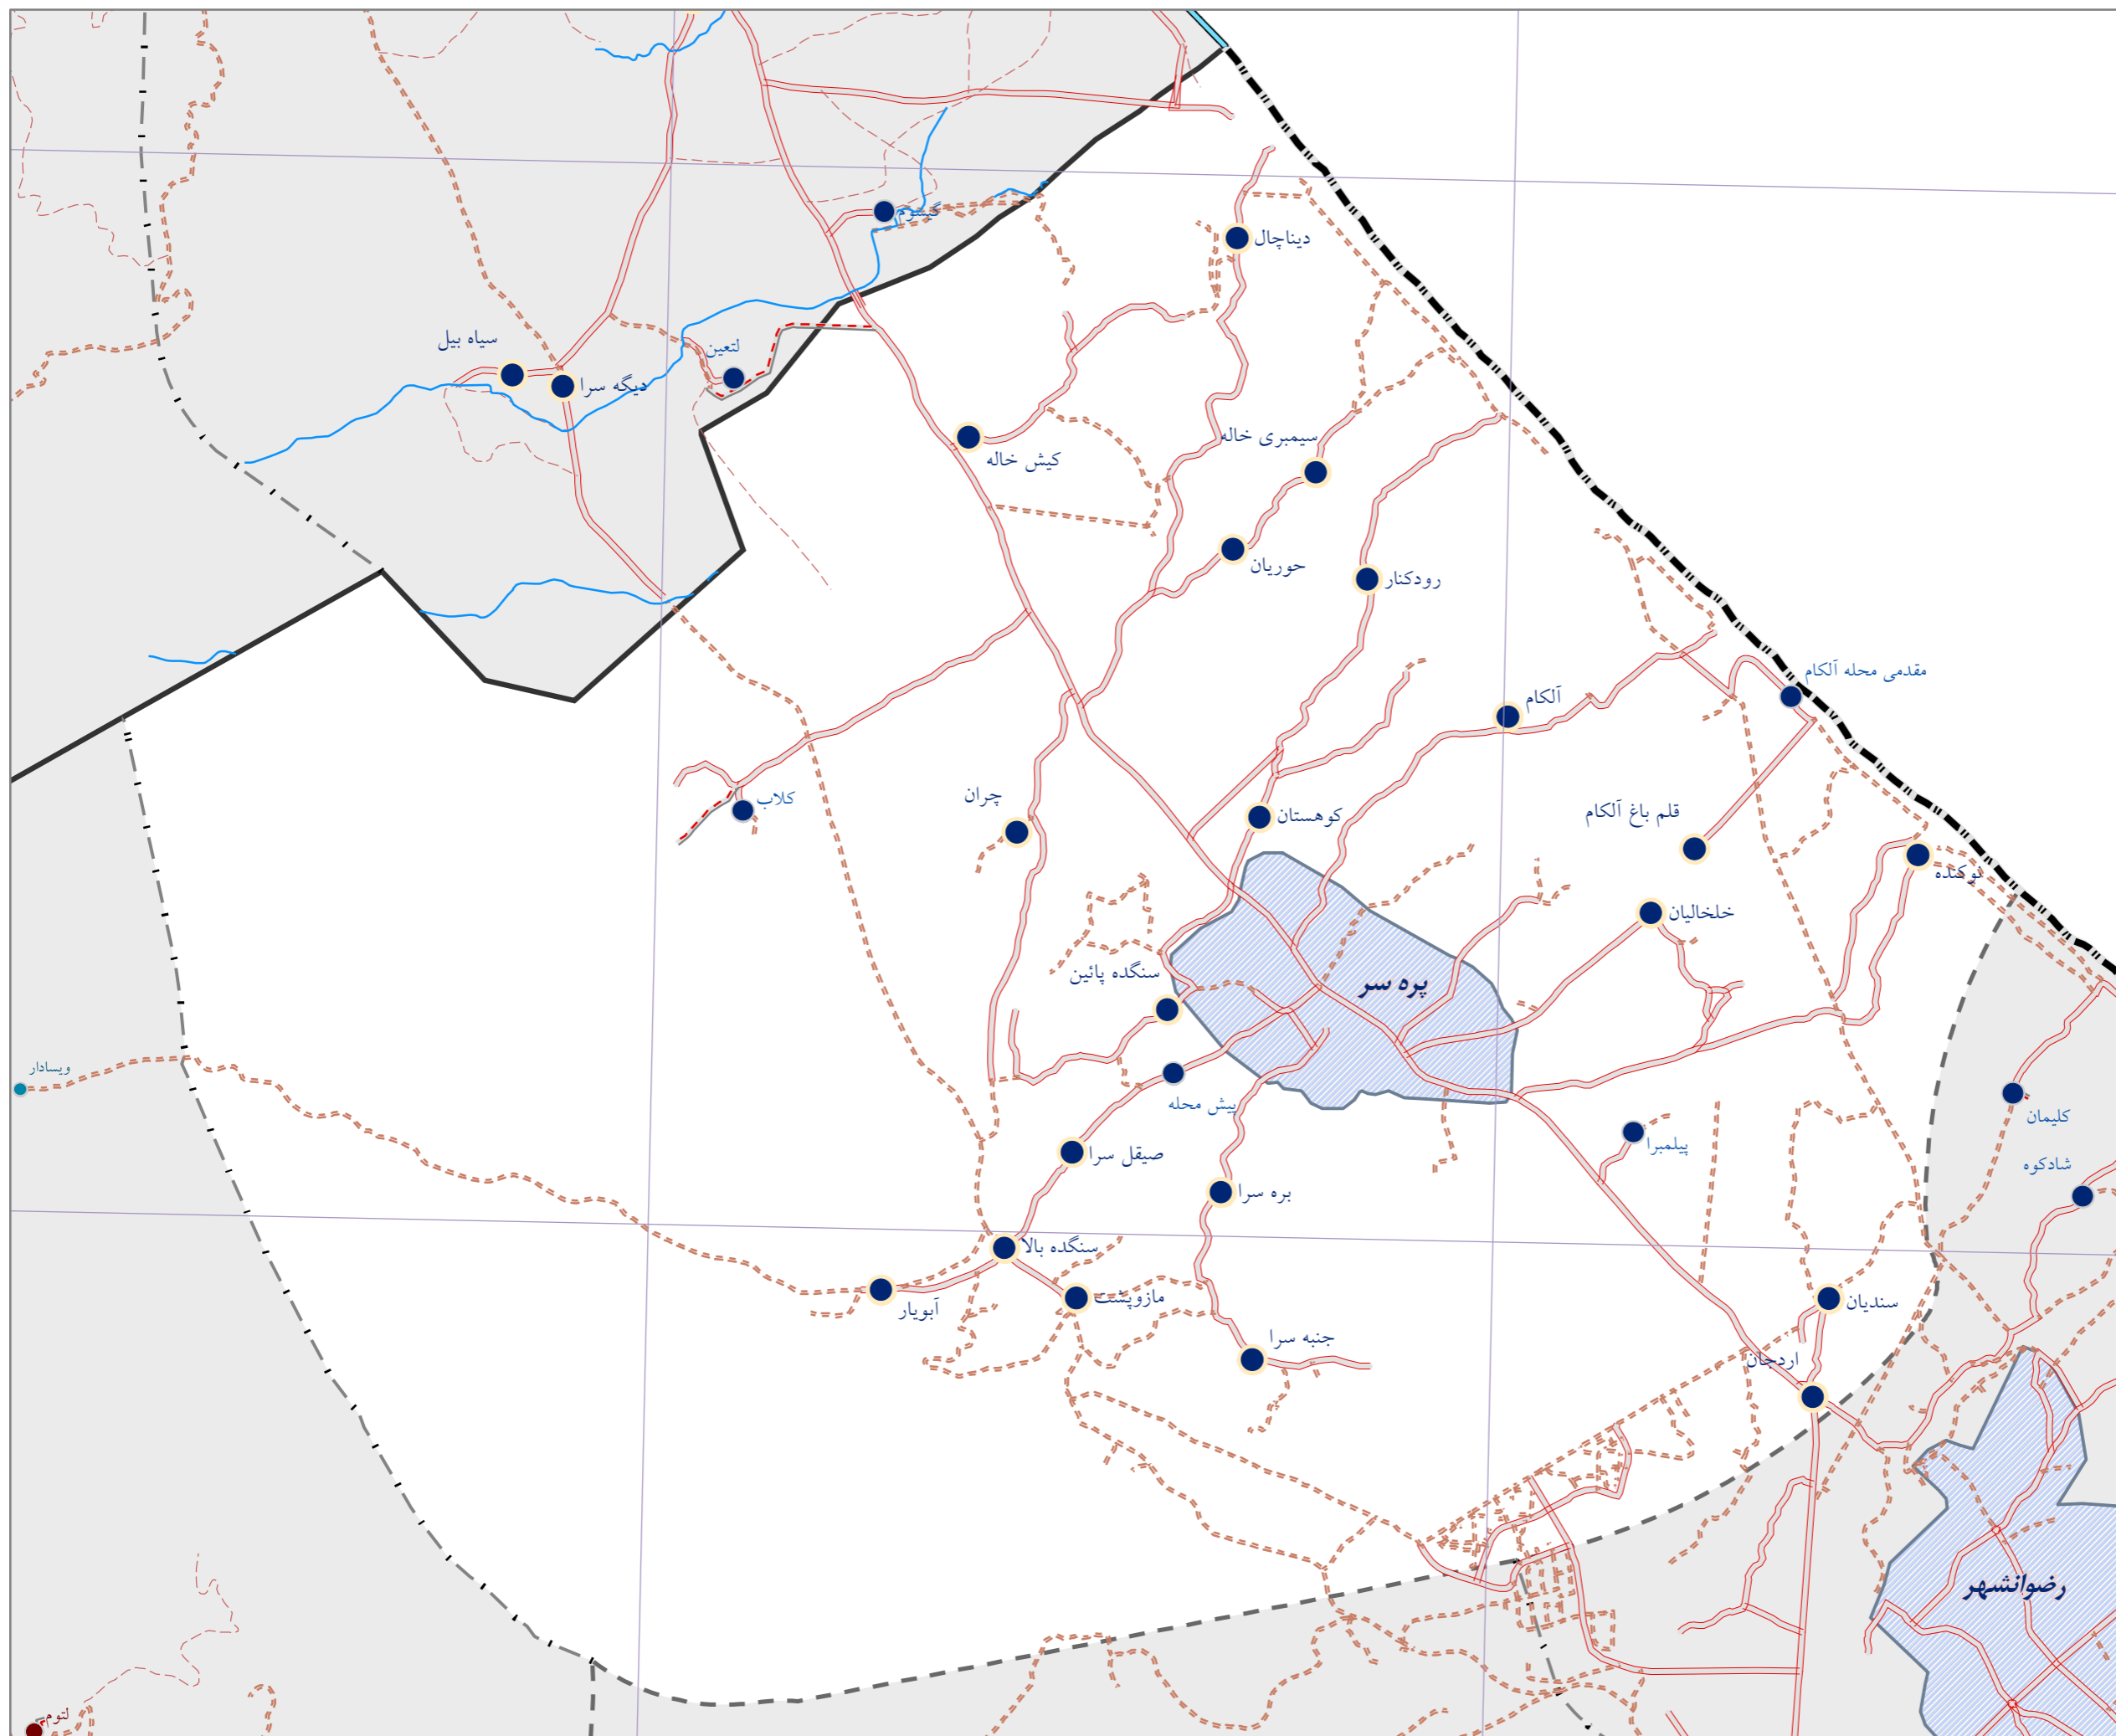 گیسوم
دیناچال
سیاه بیل
لتعین
دیگه سرا
سیمبری خاله
کیش خاله
حوریان
رودکنار
مقدمی محله آلکام
آلکام
چران
کلاب
کوهستان
قلم باغ آلکام
نوکنده
خلخالیان
سنگده پائین
پره سر
ویسادار
پیش محله
کلیمان
پیلمبرا
صیقل سرا
شادکوه
بره سرا
سنگده بالا
مازوپشت
آبویار
سندیان
جنبه سرا
اردجان
رضوانشهر
لتوم